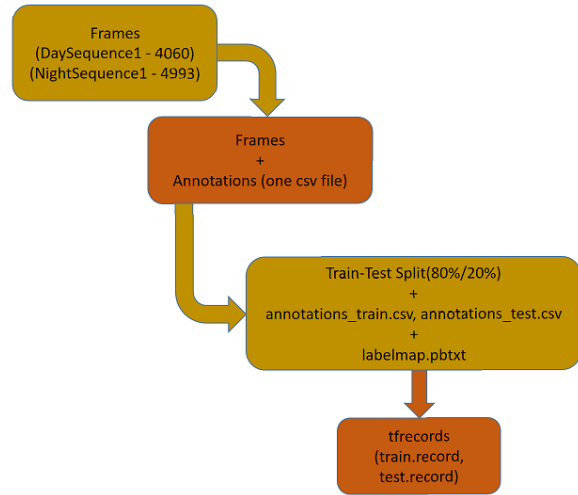 Frames
(DaySequence1 - 4060)
(NightSequence1 - 4993)
Frames
+
Annotations (one csv file)
Train-Test Split(80%/20%)
+
annotations_train.csv, annotations_test.csv
+
labelmap.pbtxt
tfrecords
(train.record,
test.record)